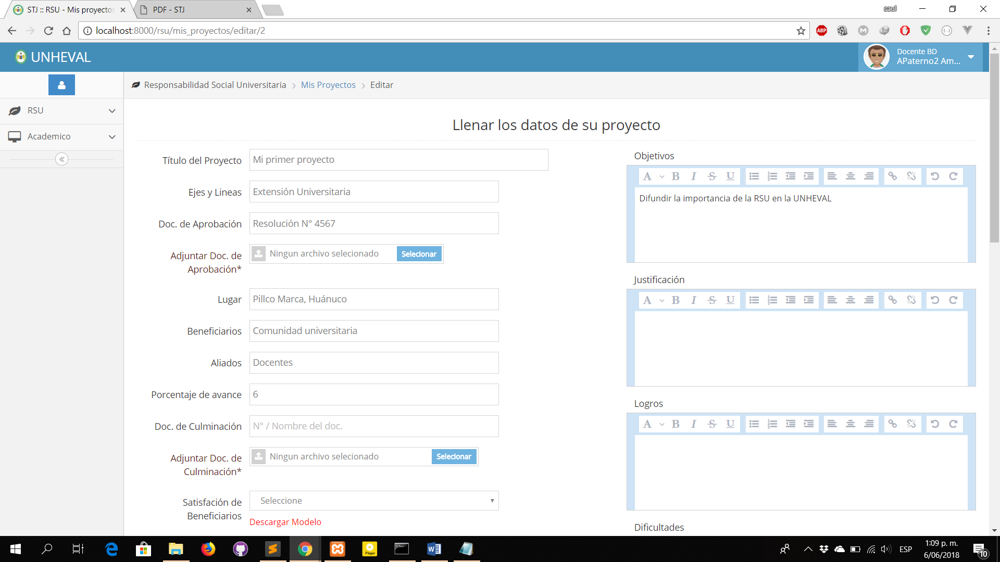 STJ :: RSU - Mis proyectos
PDF - STJ
saul
localhost:8000/rsu/mis_proyectos/editar/2
ABP
M
UNHEVAL
Docente BD
APaterno2 Am...
Responsabilidad Social Universitaria
Mis Proyectos
Editar
RSU
Academico
Llenar los datos de su proyecto
Título del Proyecto
Mi primer proyecto
Ejes y Lineas
Extensión Universitaria
Doc. de Aprobación
Resolución N° 4567
Adjuntar Doc. de
Aprobación*
Ningun archivo selecionado
Selecionar
Lugar
Pillco Marca, Huánuco
Beneficiarios
Comunidad universitaria
Aliados
Docentes
Porcentaje de avance
6
Doc. de Culminación
N° / Nombre del doc.
Adjuntar Doc. de
Culminación*
Ningun archivo selecionado
Selecionar
Satisfación de
Beneficiarios
Seleccione
Descargar Modelo
Objetivos
A B I S U
Difundir la importancia de la RSU en la UNHEVAL
Justificación
A B I S U
Logros
A B I S U
Dificultades
Player
ESP
1:09 p. m.
6/06/2018
10